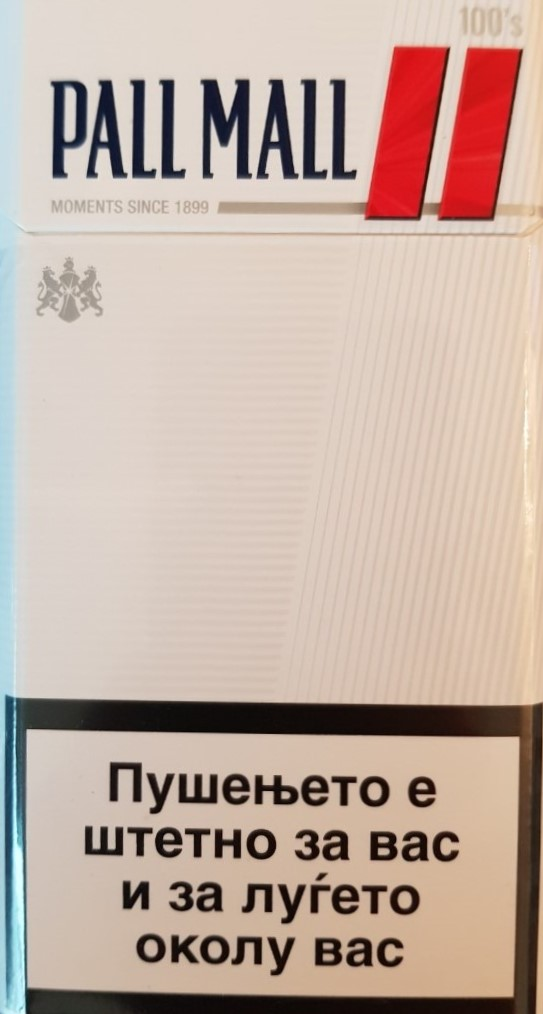 100's
PALL MALL
MOMENTS SINCE 1899
Пушењето е
штетно за вас
и за луѓето
околу вас